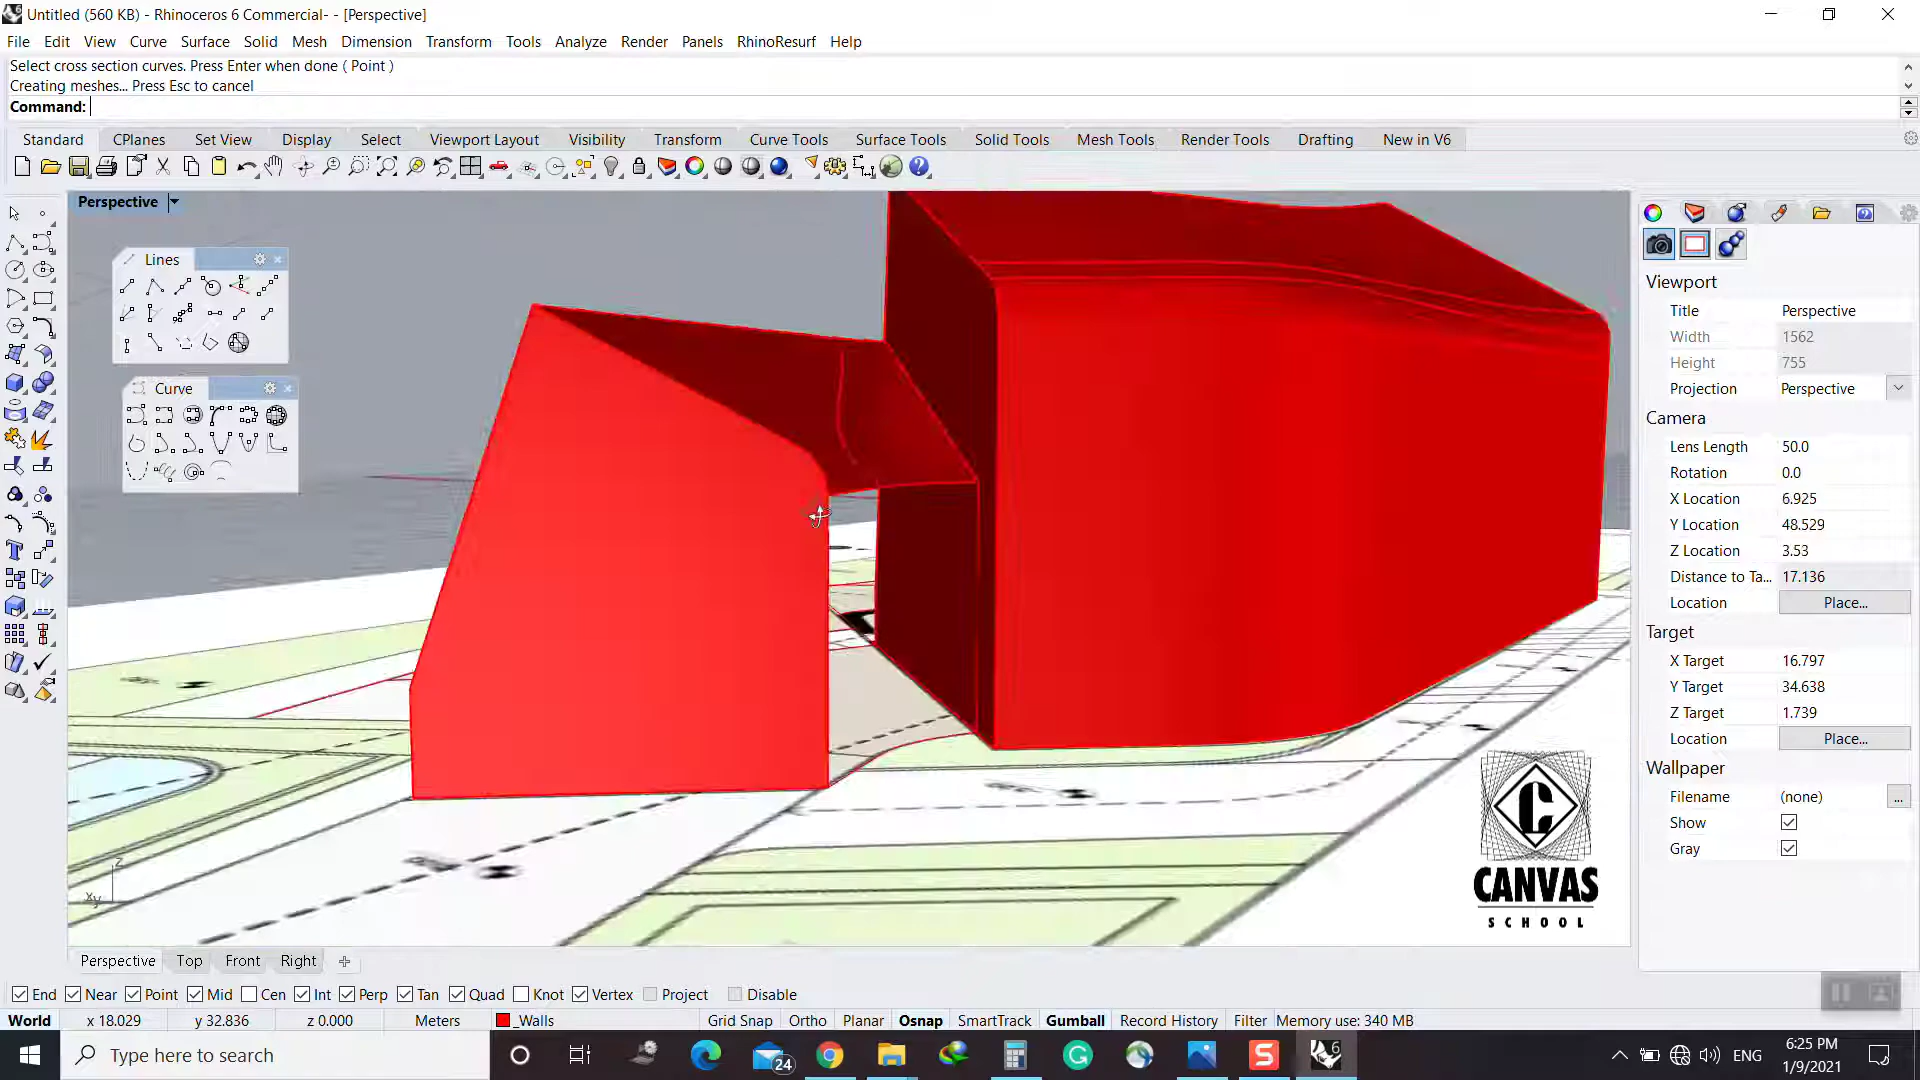 Untitled (560 KB) - Rhinoceros 6 Commercial- - [Perspective]
File Edit View Curve Surface Solid Mesh Dimension Transform Tools Analyze Render Panels RhinoResurf Help
Select cross section curves. Press Enter when done ( Point )
Creating meshes... Press Esc to cancel
Command:
Standard CPlanes Set View Display Select Viewport Layout Visibility Transform Curve Tools Surface Tools Solid Tools Mesh Tools Render Tools Drafting New in V6
Perspective
Lines
Curve
Viewport
Title Perspective
Width 1562
Height 755
Projection Perspective
Camera
Lens Length 50.0
Rotation 0.0
X Location 6.925
Y Location 48.529
Z Location 3.53
Distance to Ta... 17.136
Location Place...
Target
X Target 16.797
Y Target 34.638
Z Target 1.739
Location Place...
Wallpaper
Filename (none) ...
Show
Gray
CANVAS
SCHOOL
z
x y
Perspective Top Front Right
End Near Point Mid Cen Int Perp Tan Quad Knot Vertex Project Disable
World x 18.029 y 32.836 z 0.000 Meters _Walls Grid Snap Ortho Planar Osnap SmartTrack Gumball Record History Filter Memory use: 340 MB
Type here to search
24
ENG
6:25 PM
1/9/2021